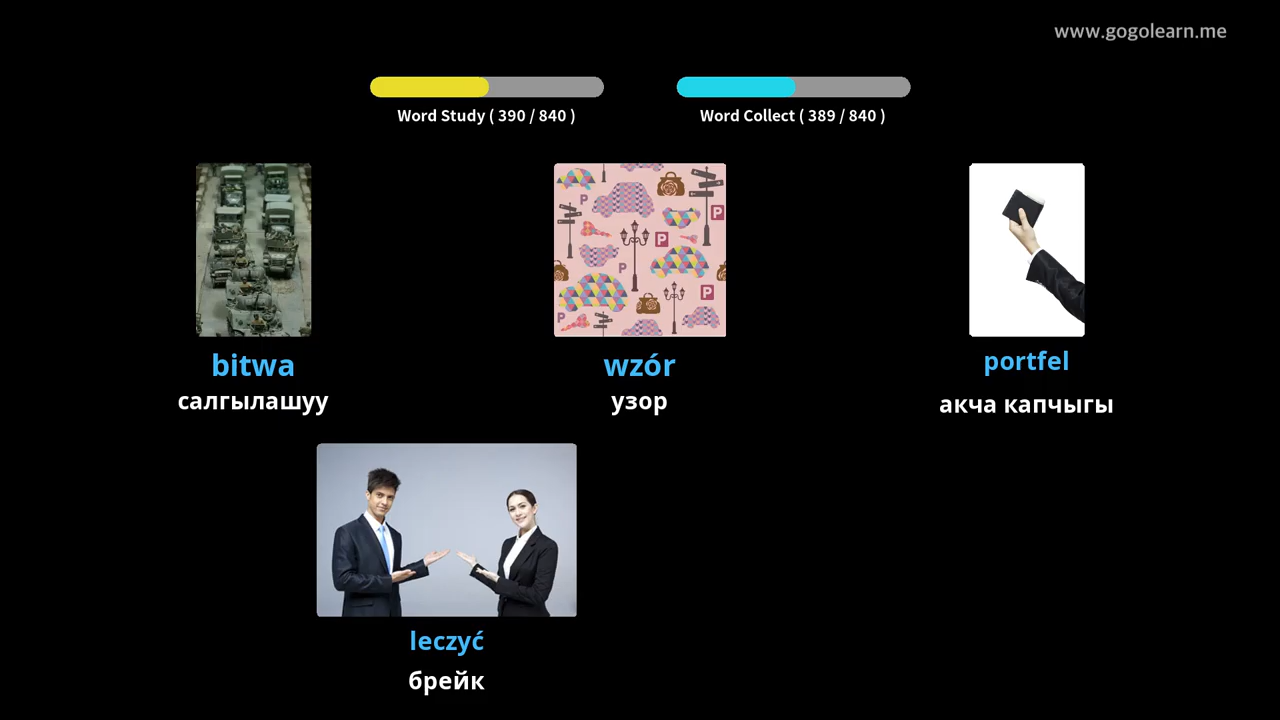 www.gogolearn.me
Word Study ( 390 / 840 )
Word Collect ( 389 / 840 )
bitwa
салгылашуу
wzór
узор
portfel
акча капчыгы
leczyć
брейк